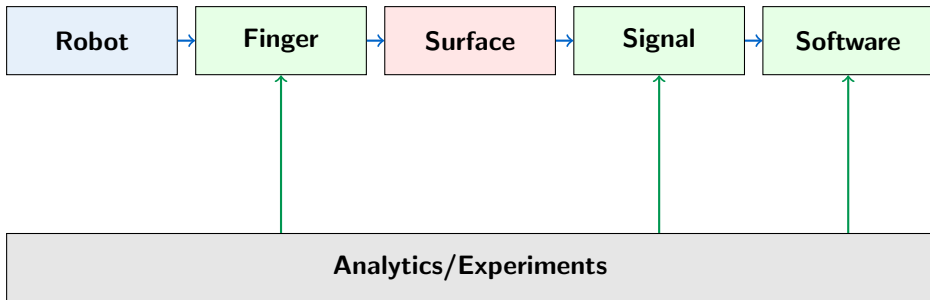 Robot
Finger
Surface
Signal
Software
Analytics/Experiments